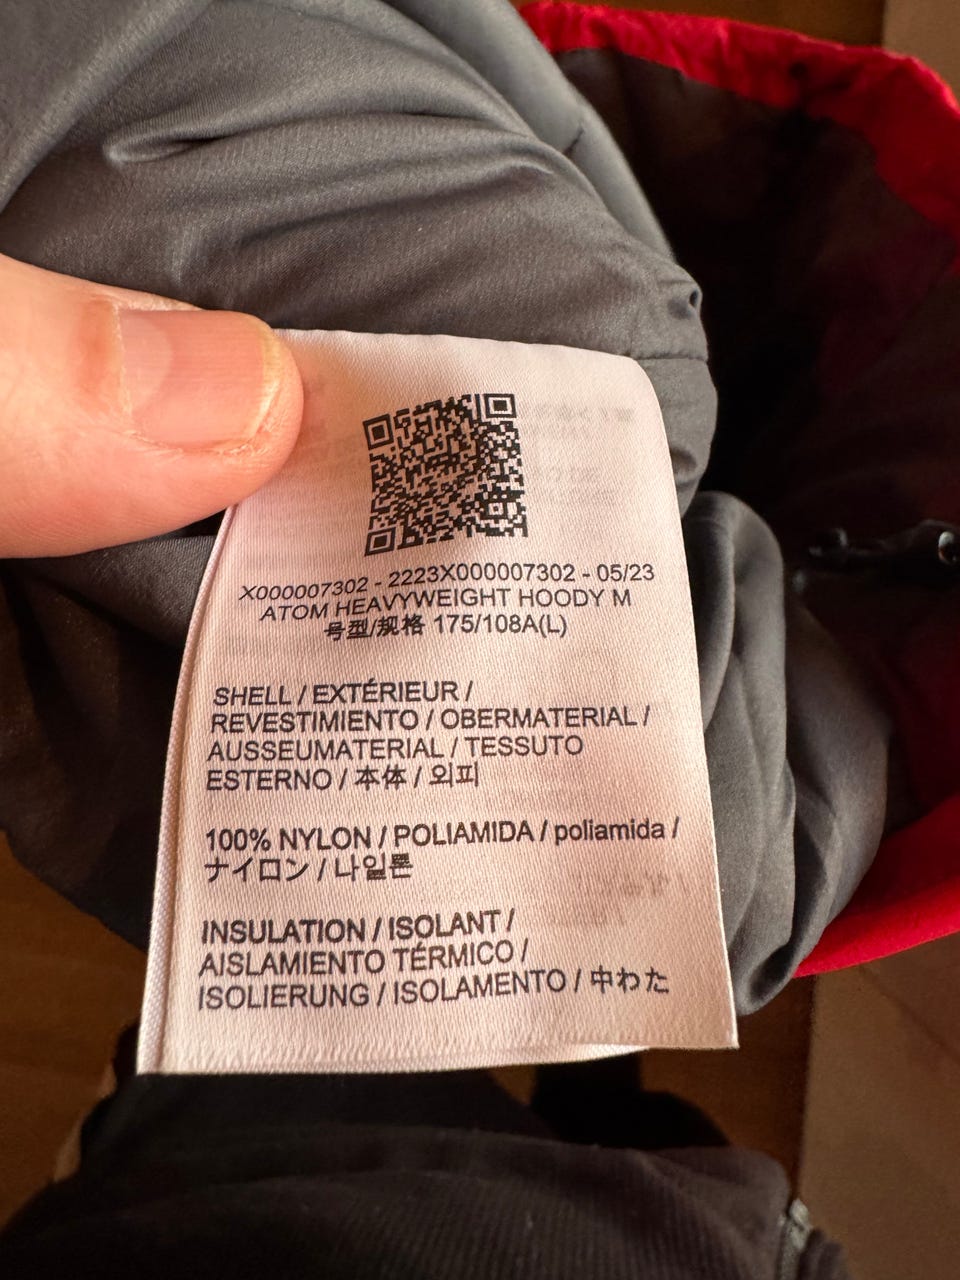 X000007302 - 2223X000007302 - 05/23
ATOM HEAVYWEIGHT HOODY M
号型/规格 175/108A(L)
SHELL / EXTÉRIEUR /
REVESTIMIENTO / OBERMATERIAL /
AUSSEUMATERIAL / TESSUTO
ESTERNO / 本体 / 외피
100% NYLON / POLIAMIDA / poliamida /
ナイロン / 나일론
INSULATION / ISOLANT /
AISLAMIENTO TÉRMICO /
ISOLIERUNG / ISOLAMENTO / 中わた